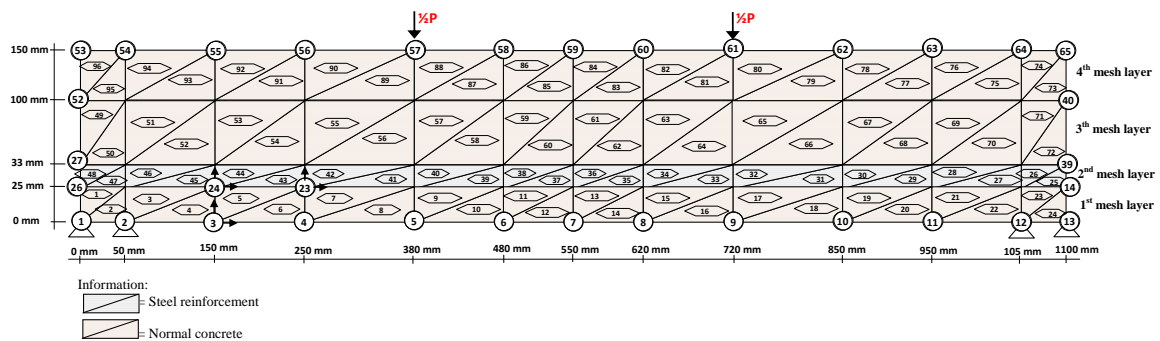 ½P ½P
150 mm 53 54 55 56 57 58 59 60 61 62 63 64 65
96 94 92 90 88 86 84 82 80 78 76 74 4th mesh layer
95 93 91 89 87 85 83 81 79 77 75 73
100 mm 52 40
49 51 53 55 57 59 61 63 65 67 69 71 3th mesh layer
50 52 54 56 58 60 62 64 66 68 70 72
33 mm 27 39
48 46 44 42 40 38 36 34 32 30 28 26 2nd mesh layer
47 45 43 41 39 37 35 33 31 29 27 25
25 mm 26 24 23 14
1 3 5 7 9 11 13 15 17 19 21 23 1st mesh layer
2 4 6 8 10 12 14 16 17 18 20 22 24
0 mm 1 2 3 4 5 6 7 8 9 10 11 12 13
0 mm 50 mm 150 mm 250 mm 380 mm 480 mm 550 mm 620 mm 720 mm 850 mm 950 mm 105 mm 1100 mm
Information:
= Steel reinforcement
= Normal concrete